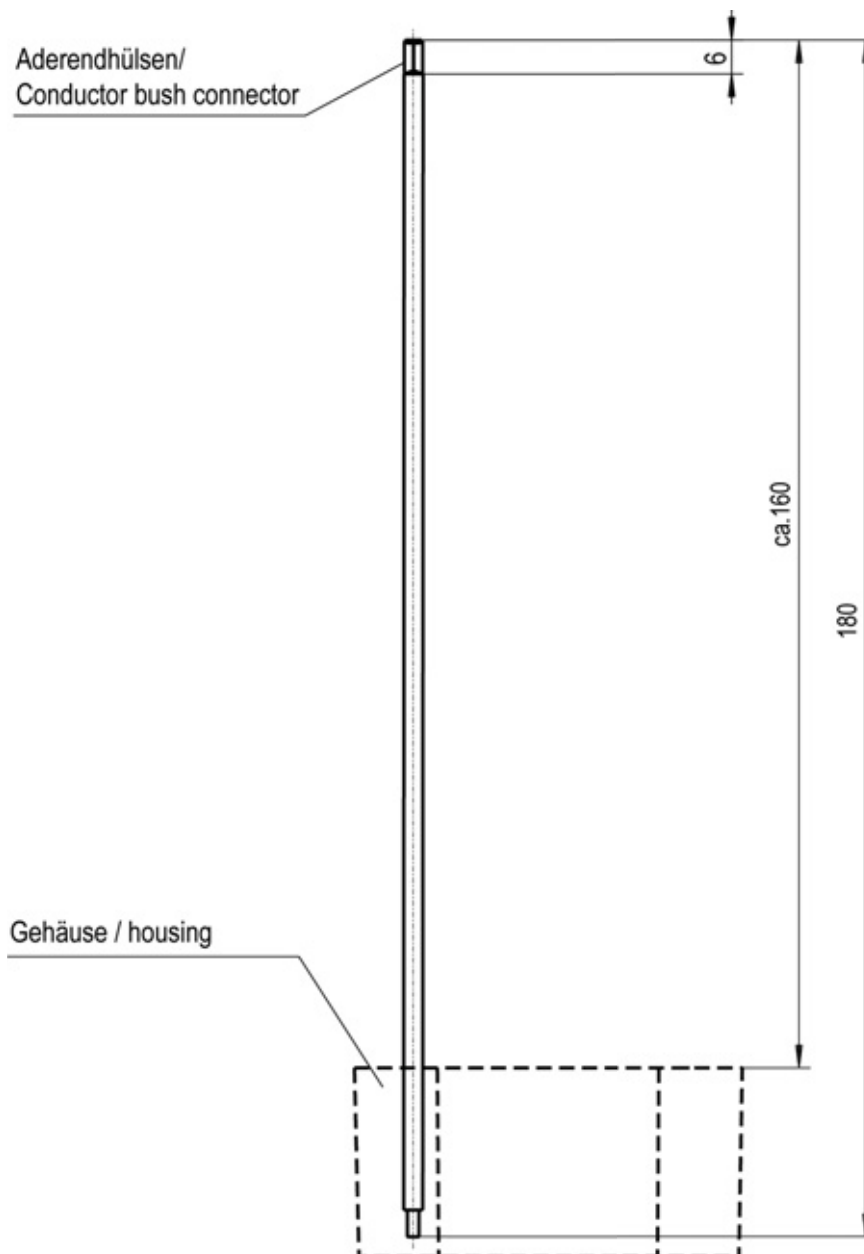 Aderendhülsen/
Conductor bush connector
6
ca.160
180
Gehäuse / housing